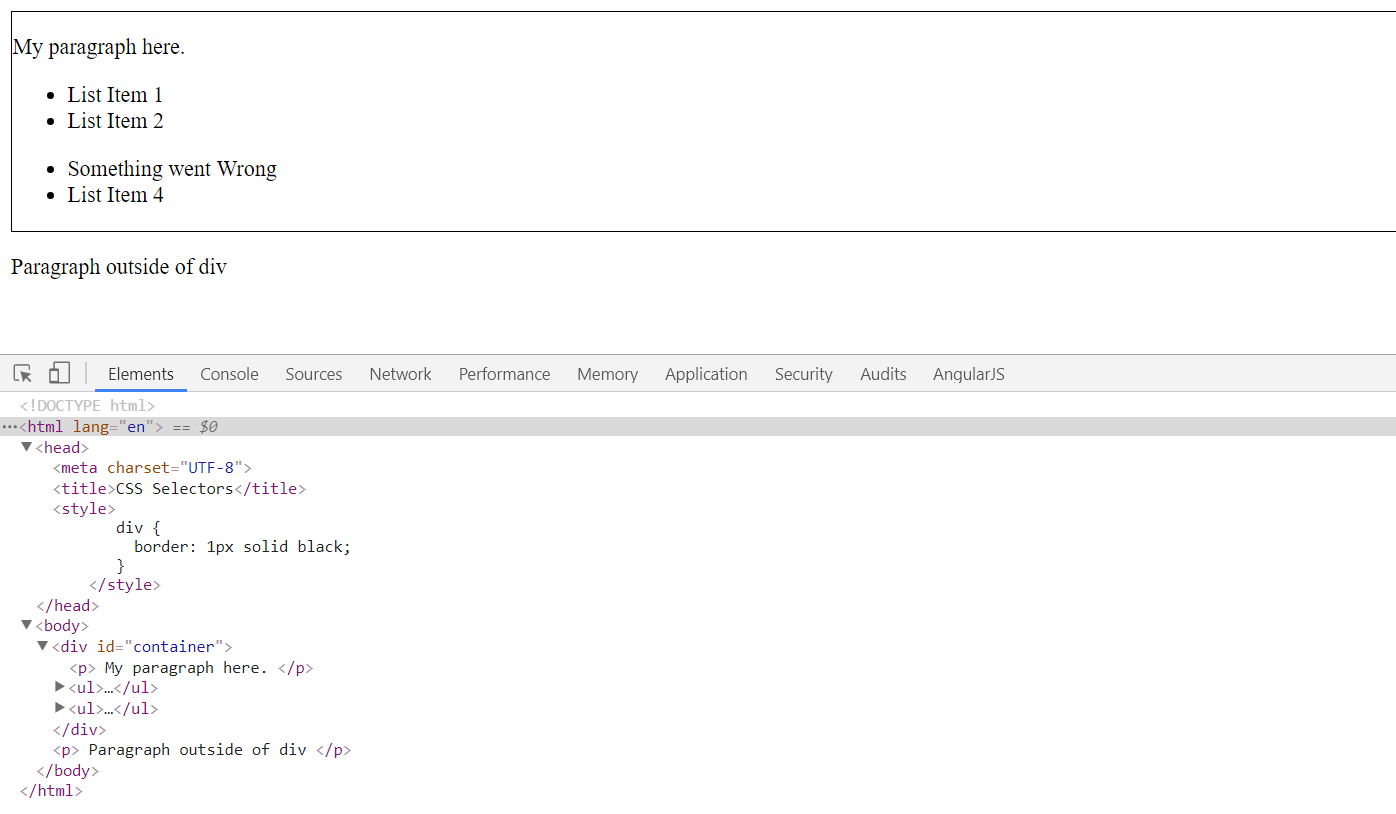 My paragraph here.
• List Item 1
• List Item 2
• Something went Wrong
• List Item 4
Paragraph outside of div
Elements Console Sources Network Performance Memory Application Security Audits AngularJS
<!DOCTYPE html>
···<html lang="en"> == $0
▼<head>
<meta charset="UTF-8">
<title>CSS Selectors</title>
<style>
div {
border: 1px solid black;
}
</style>
</head>
▼<body>
▼<div id="container">
<p> My paragraph here. </p>
▶<ul>…</ul>
▶<ul>…</ul>
</div>
<p> Paragraph outside of div </p>
</body>
</html>